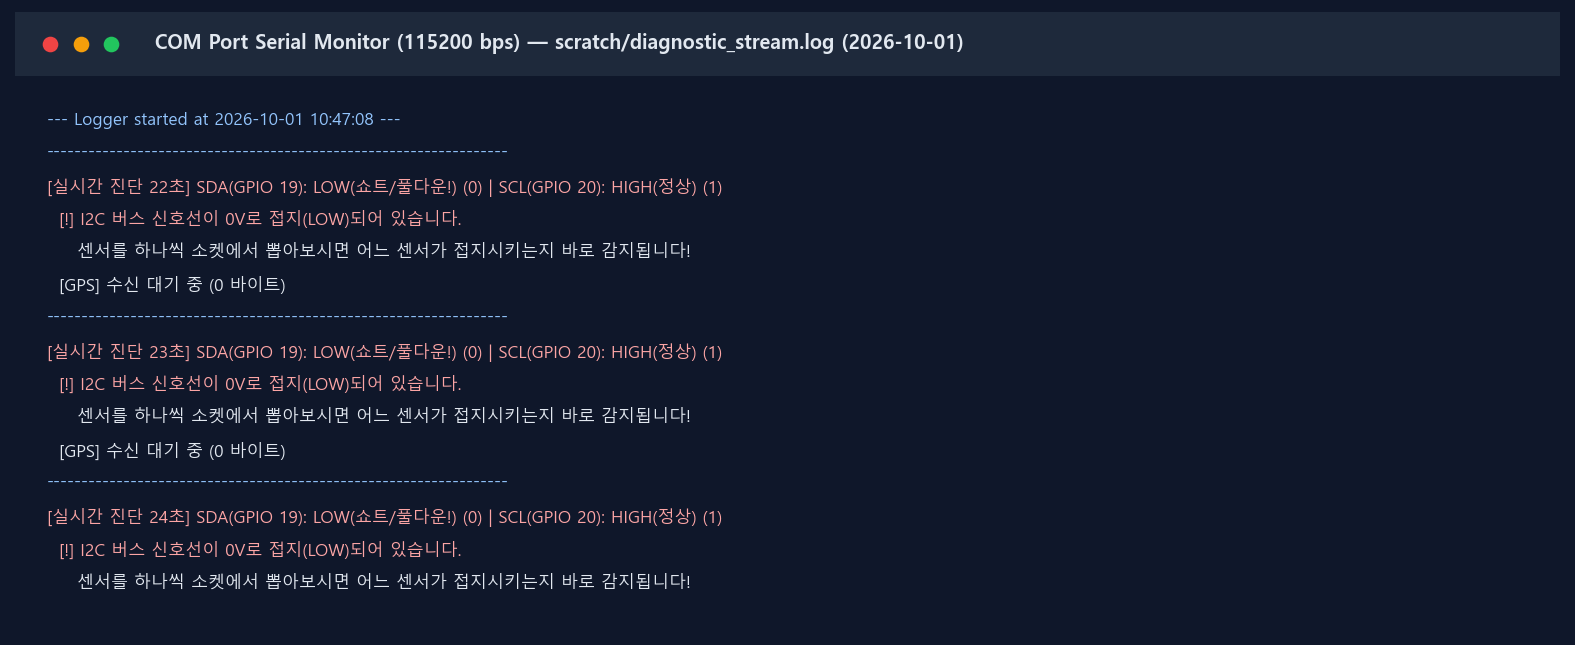 COM Port Serial Monitor (115200 bps) — scratch/diagnostic_stream.log (2026-10-01)
--- Logger started at 2026-10-01 10:47:08 ---
--------------------------------------------------------------------
[실시간 진단 22초] SDA(GPIO 19): LOW(쇼트/풀다운!) (0) | SCL(GPIO 20): HIGH(정상) (1)
[!] I2C 버스 신호선이 0V로 접지(LOW)되어 있습니다.
센서를 하나씩 소켓에서 뽑아보시면 어느 센서가 접지시키는지 바로 감지됩니다!
[GPS] 수신 대기 중 (0 바이트)
--------------------------------------------------------------------
[실시간 진단 23초] SDA(GPIO 19): LOW(쇼트/풀다운!) (0) | SCL(GPIO 20): HIGH(정상) (1)
[!] I2C 버스 신호선이 0V로 접지(LOW)되어 있습니다.
센서를 하나씩 소켓에서 뽑아보시면 어느 센서가 접지시키는지 바로 감지됩니다!
[GPS] 수신 대기 중 (0 바이트)
--------------------------------------------------------------------
[실시간 진단 24초] SDA(GPIO 19): LOW(쇼트/풀다운!) (0) | SCL(GPIO 20): HIGH(정상) (1)
[!] I2C 버스 신호선이 0V로 접지(LOW)되어 있습니다.
센서를 하나씩 소켓에서 뽑아보시면 어느 센서가 접지시키는지 바로 감지됩니다!